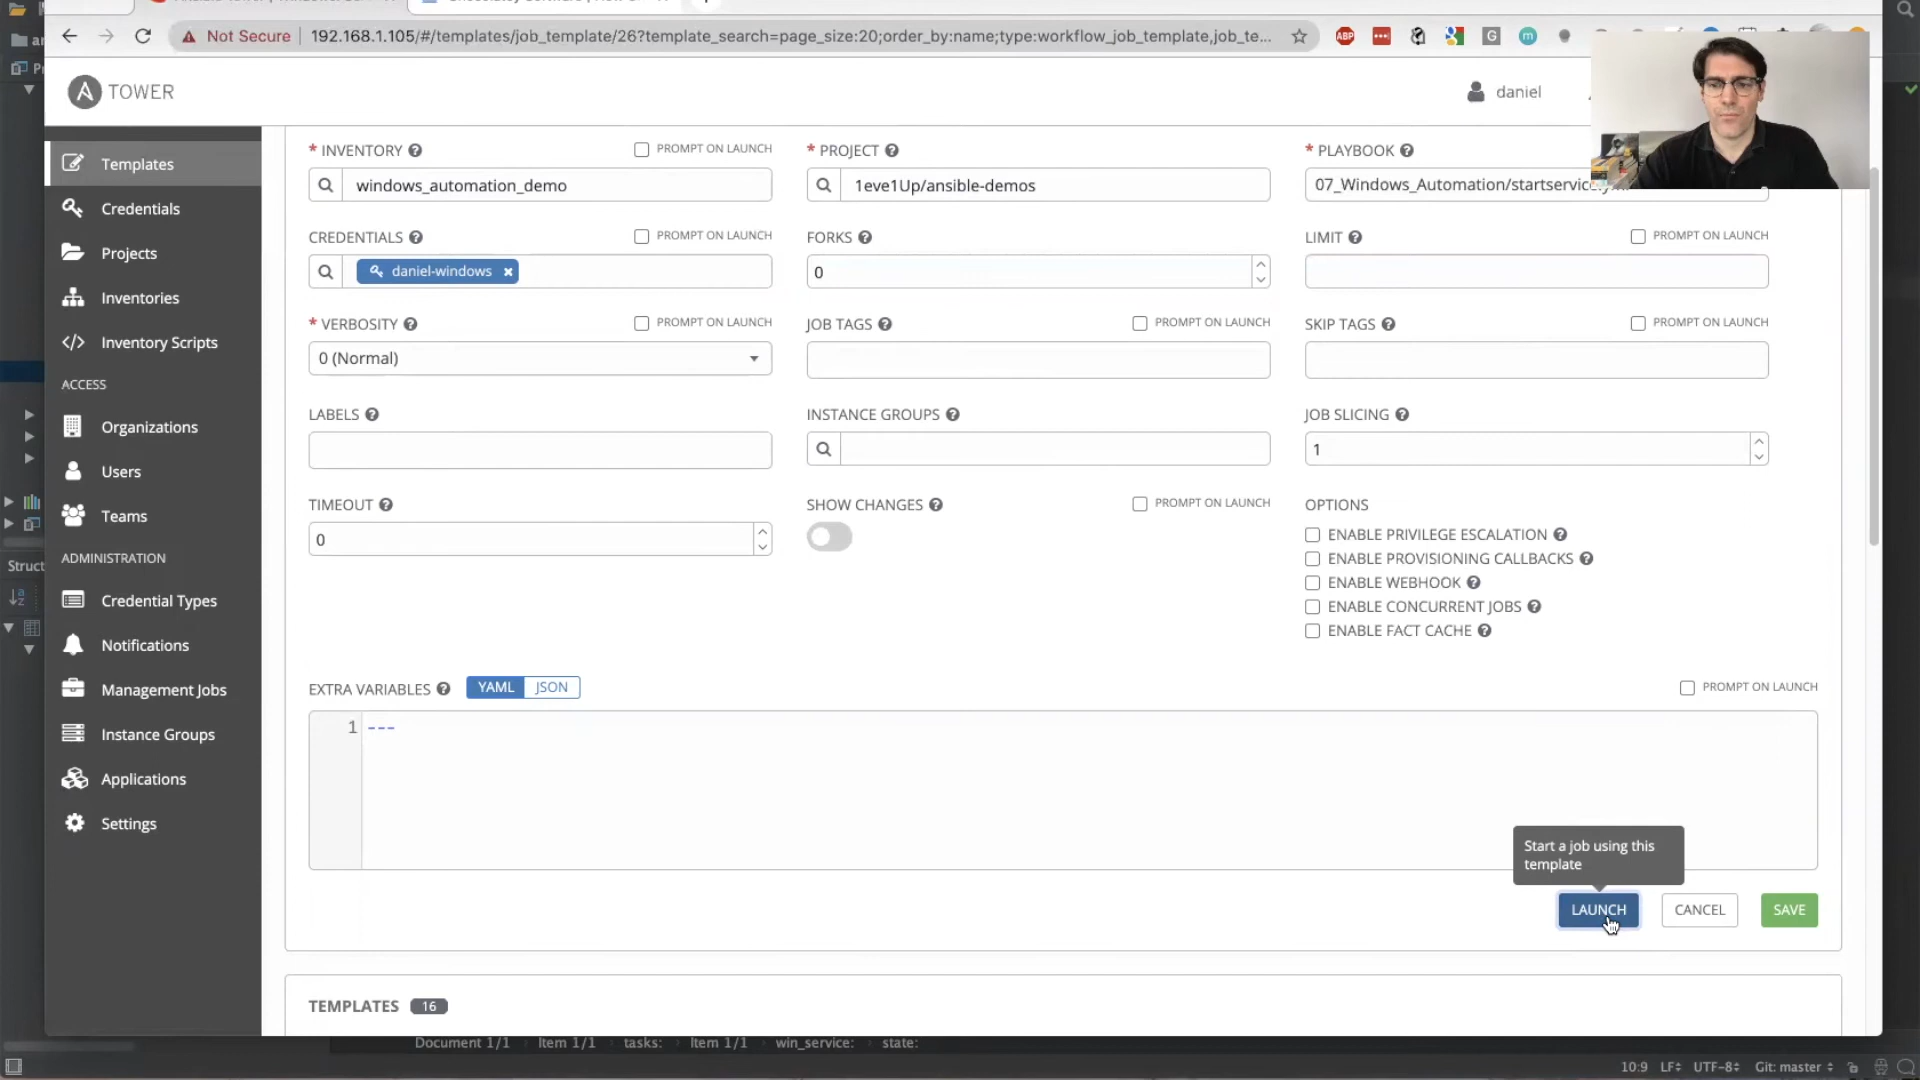 Not Secure
192.168.1.105/#/templates/job_template/26?template_search=page_size:20;order_by:name;type:workflow_job_template,job_te...
TOWER
daniel
Templates
Credentials
Projects
Inventories
Inventory Scripts
ACCESS
Organizations
Users
Teams
ADMINISTRATION
Credential Types
Notifications
Management Jobs
Instance Groups
Applications
Settings
Struct
* INVENTORY PROMPT ON LAUNCH
windows_automation_demo
* PROJECT
1eve1Up/ansible-demos
* PLAYBOOK
07_Windows_Automation/startservice
CREDENTIALS PROMPT ON LAUNCH
daniel-windows
FORKS
0
LIMIT PROMPT ON LAUNCH
* VERBOSITY PROMPT ON LAUNCH
0 (Normal)
JOB TAGS PROMPT ON LAUNCH
SKIP TAGS PROMPT ON LAUNCH
LABELS
INSTANCE GROUPS
JOB SLICING
1
TIMEOUT
0
SHOW CHANGES PROMPT ON LAUNCH
OPTIONS
ENABLE PRIVILEGE ESCALATION
ENABLE PROVISIONING CALLBACKS
ENABLE WEBHOOK
ENABLE CONCURRENT JOBS
ENABLE FACT CACHE
EXTRA VARIABLES YAML JSON PROMPT ON LAUNCH
1 ---
Start a job using this
template
LAUNCH CANCEL SAVE
TEMPLATES 16
Document 1/1 Item 1/1 tasks: Item 1/1 win_service: state:
10:9 LF UTF-8 Git: master